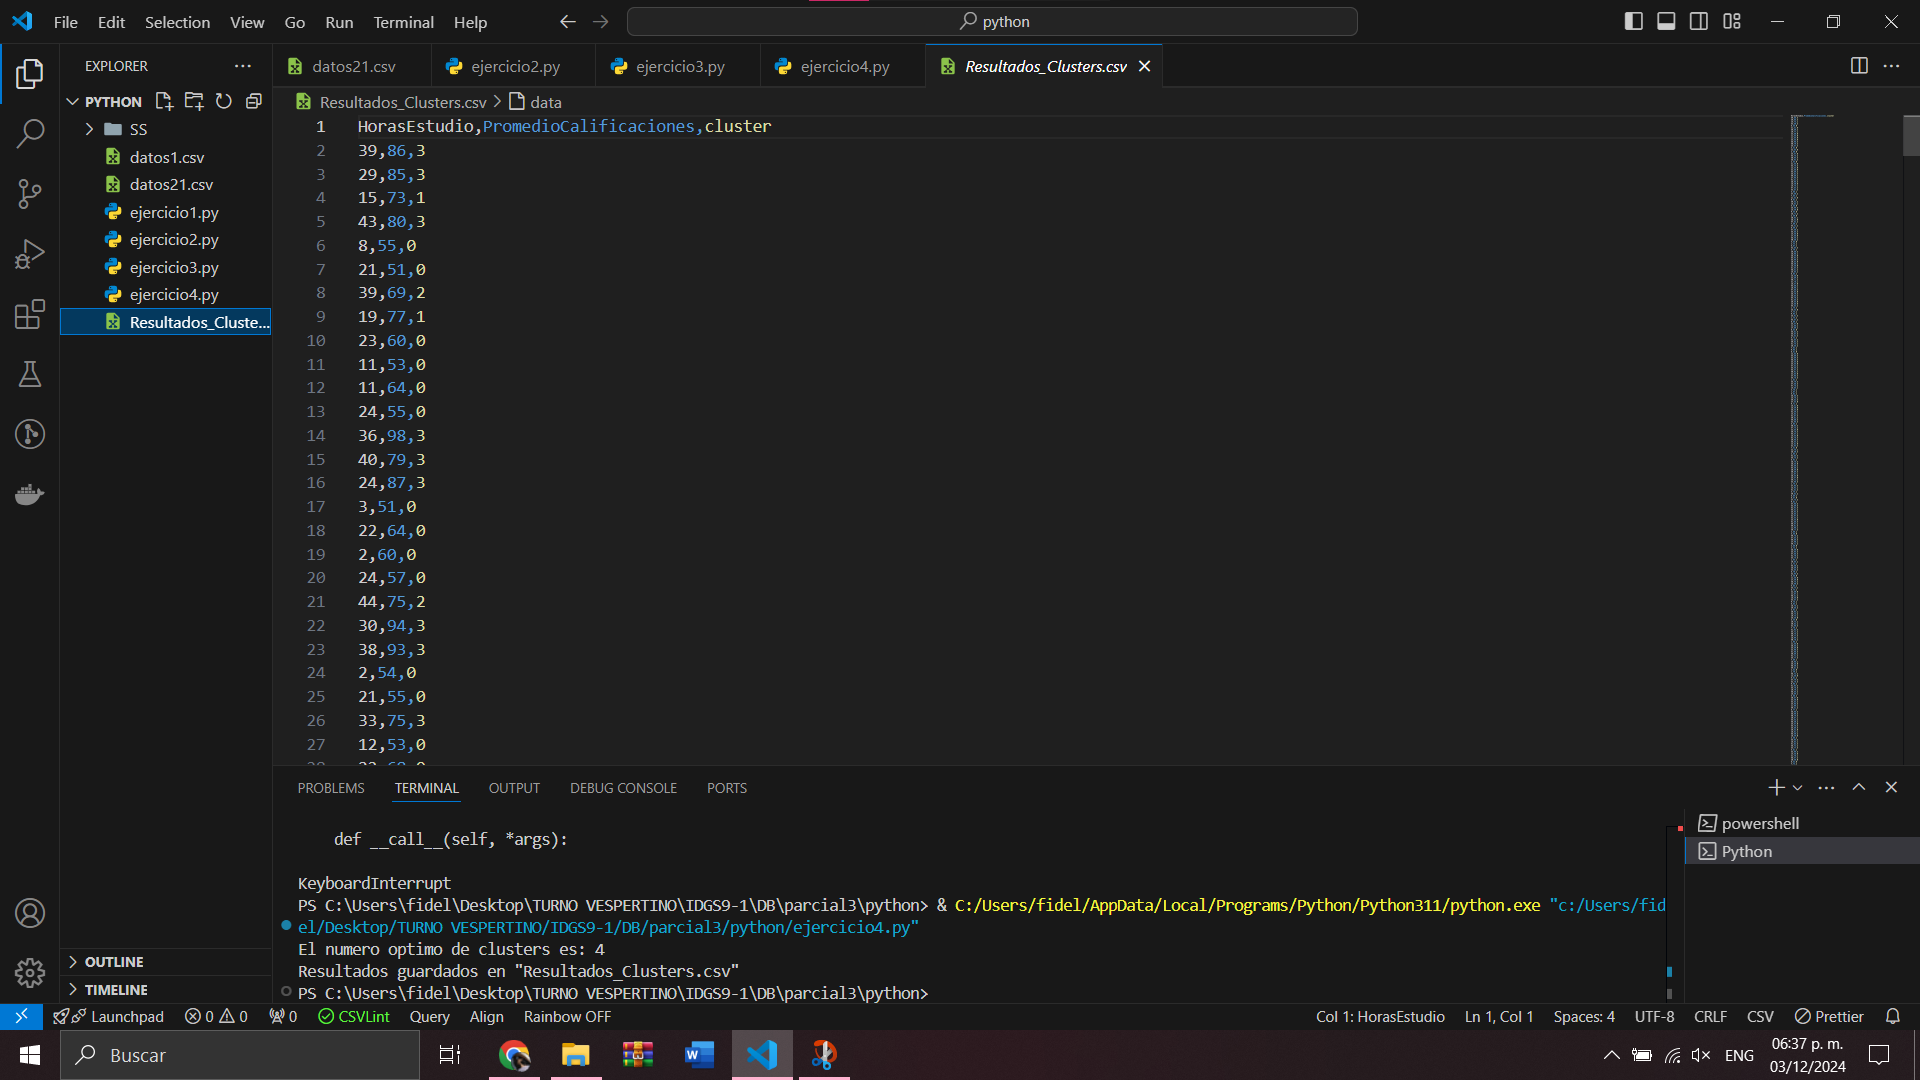 File Edit Selection View Go Run Terminal Help
python
EXPLORER
PYTHON
SS
datos1.csv
datos21.csv
ejercicio1.py
ejercicio2.py
ejercicio3.py
ejercicio4.py
Resultados_Cluste...
OUTLINE
TIMELINE
datos21.csv ejercicio2.py ejercicio3.py ejercicio4.py Resultados_Clusters.csv
Resultados_Clusters.csv > data
1 HorasEstudio,PromedioCalificaciones,cluster
2 39,86,3
3 29,85,3
4 15,73,1
5 43,80,3
6 8,55,0
7 21,51,0
8 39,69,2
9 19,77,1
10 23,60,0
11 11,53,0
12 11,64,0
13 24,55,0
14 36,98,3
15 40,79,3
16 24,87,3
17 3,51,0
18 22,64,0
19 2,60,0
20 24,57,0
21 44,75,2
22 30,94,3
23 38,93,3
24 2,54,0
25 21,55,0
26 33,75,3
27 12,53,0
PROBLEMS TERMINAL OUTPUT DEBUG CONSOLE PORTS
def __call__(self, *args):
KeyboardInterrupt
PS C:\Users\fidel\Desktop\TURNO VESPERTINO\IDGS9-1\DB\parcial3\python> & C:/Users/fidel/AppData/Local/Programs/Python/Python311/python.exe "c:/Users/fid
el/Desktop/TURNO VESPERTINO/IDGS9-1/DB/parcial3/python/ejercicio4.py"
El numero optimo de clusters es: 4
Resultados guardados en "Resultados_Clusters.csv"
PS C:\Users\fidel\Desktop\TURNO VESPERTINO\IDGS9-1\DB\parcial3\python>
powershell
Python
Launchpad 0 0 0 CSVLint Query Align Rainbow OFF Col 1: HorasEstudio Ln 1, Col 1 Spaces: 4 UTF-8 CRLF CSV Prettier
Buscar
ENG
06:37 p. m.
03/12/2024